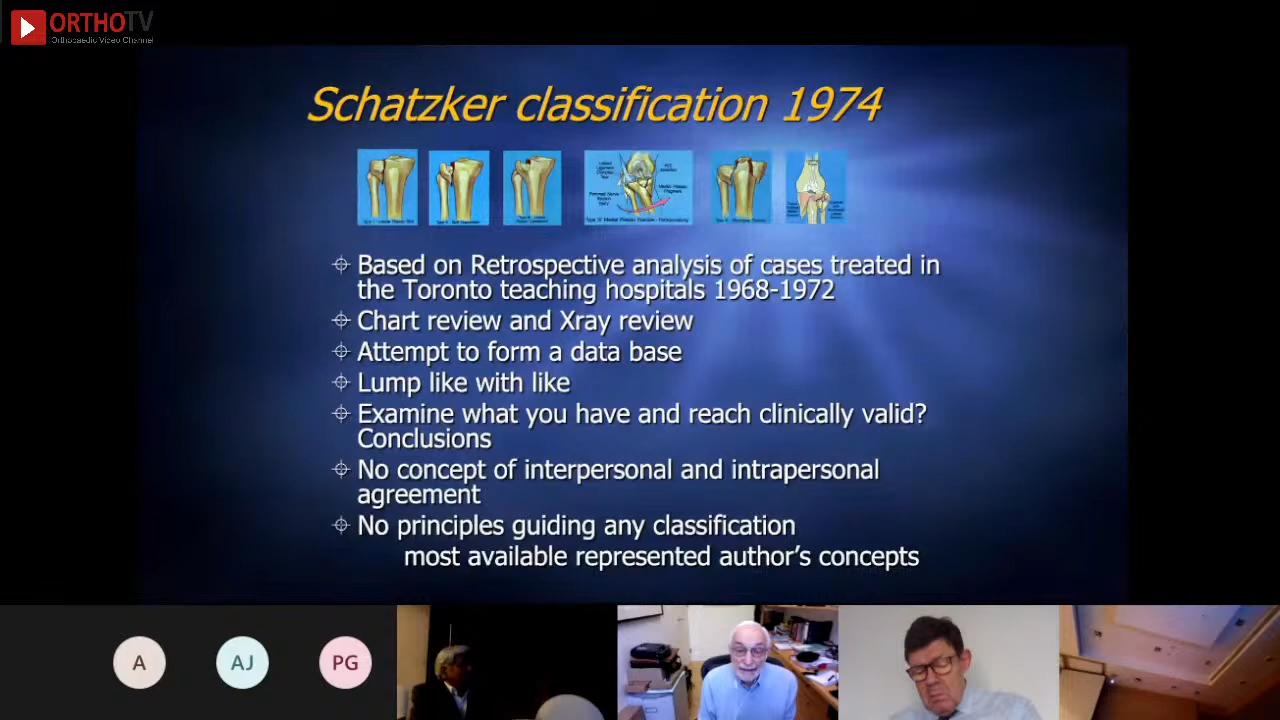 ORTHOTV
Orthopaedic Video Channel
Schatzker classification 1974
Based on Retrospective analysis of cases treated in
the Toronto teaching hospitals 1968-1972
Chart review and Xray review
Attempt to form a data base
Lump like with like
Examine what you have and reach clinically valid?
Conclusions
No concept of interpersonal and intrapersonal
agreement
No principles guiding any classification
most available represented author's concepts
A
AJ
PG